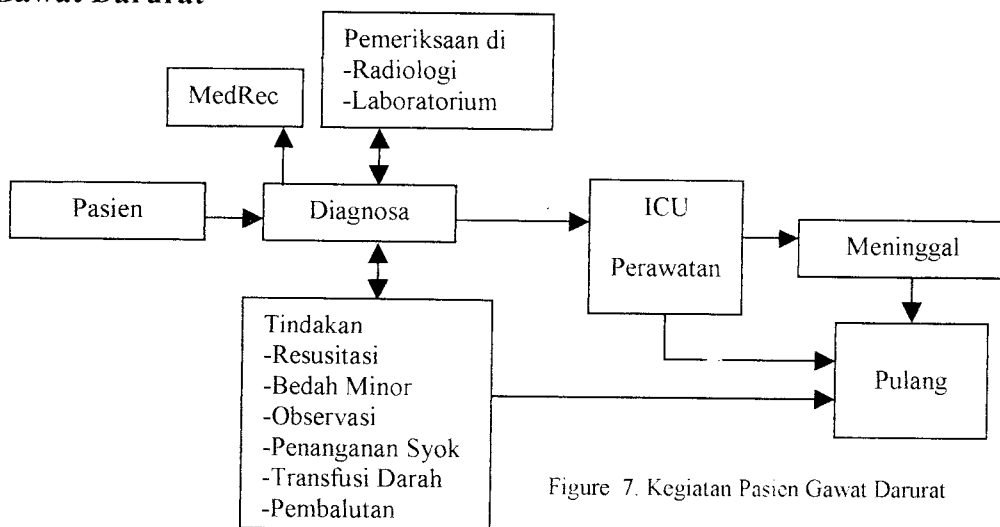 Gawat Darurat
Pemeriksaan di
-Radiologi
-Laboratorium
MedRec
Pasien
Diagnosa
ICU
Perawatan
Meninggal
Tindakan
-Resusitasi
-Bedah Minor
-Observasi
-Penanganan Syok
-Transfusi Darah
-Pembalutan
Pulang
Figure 7. Kegiatan Pasien Gawat Darurat